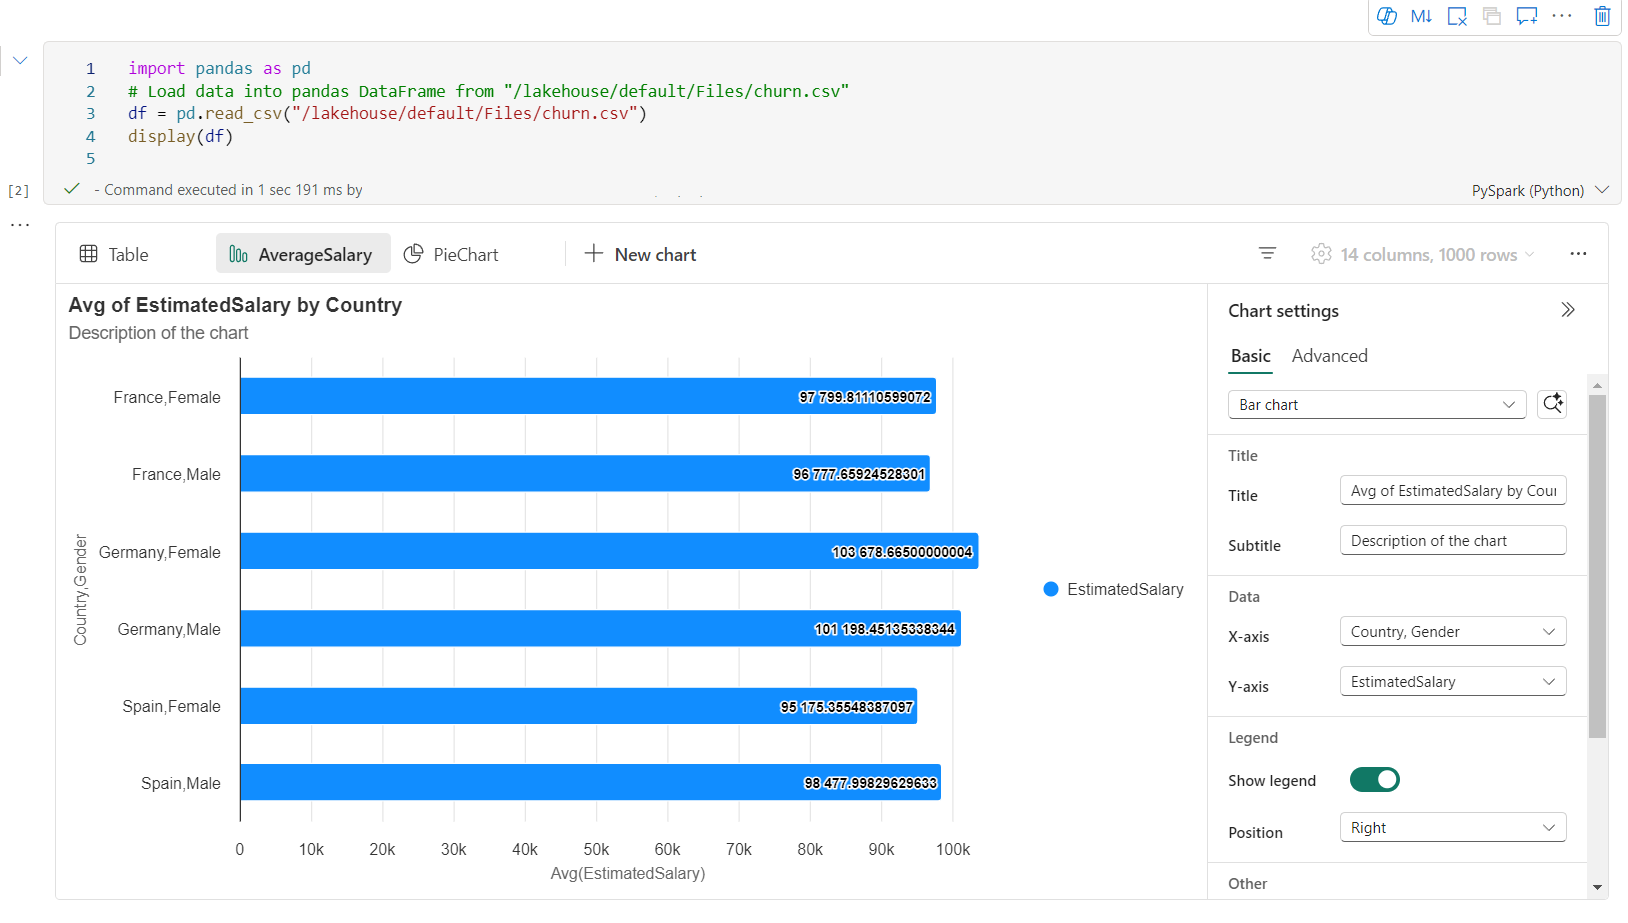 M↓
1 import pandas as pd
2 # Load data into pandas DataFrame from "/lakehouse/default/Files/churn.csv"
3 df = pd.read_csv("/lakehouse/default/Files/churn.csv")
4 display(df)
5
[2] - Command executed in 1 sec 191 ms by
PySpark (Python)
Table AverageSalary PieChart New chart 14 columns, 1000 rows
Avg of EstimatedSalary by Country
Description of the chart
Country,Gender
France,Female 97 799.81110599072
France,Male 96 777.65924528301
Germany,Female 103 678.66500000004
Germany,Male 101 198.45135338344
Spain,Female 95 175.35548387097
Spain,Male 98 477.99829629633
0 10k 20k 30k 40k 50k 60k 70k 80k 90k 100k
Avg(EstimatedSalary)
EstimatedSalary
Chart settings
Basic Advanced
Bar chart
Title
Title Avg of EstimatedSalary by Cour
Subtitle Description of the chart
Data
X-axis Country, Gender
Y-axis EstimatedSalary
Legend
Show legend
Position Right
Other